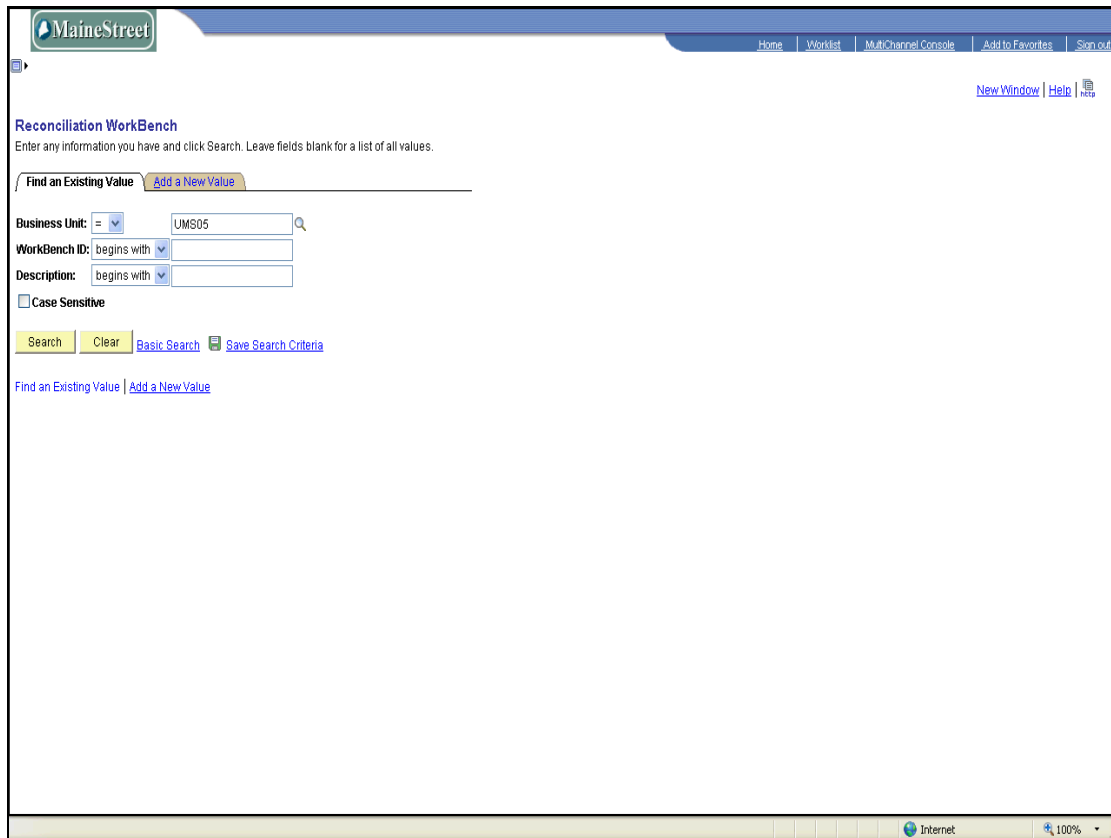 MaineStreet
Home | Worklist | MultiChannel Console | Add to Favorites | Sign out
New Window | Help | http
Reconciliation WorkBench
Enter any information you have and click Search. Leave fields blank for a list of all values.
Find an Existing Value Add a New Value
Business Unit: = UMS05
WorkBench ID: begins with
Description: begins with
Case Sensitive
Search Clear Basic Search Save Search Criteria
Find an Existing Value | Add a New Value
Internet 100%